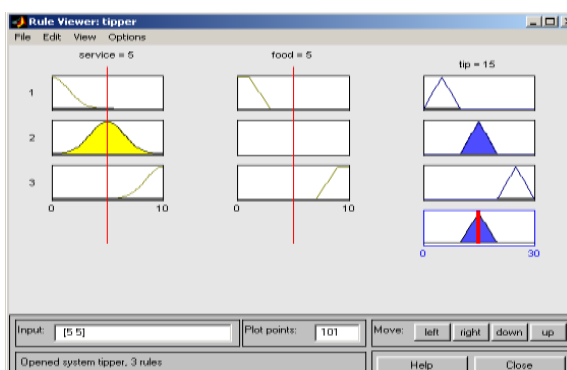 Rule Viewer: tipper
File Edit View Options
service = 5 food = 5 tip = 15
1
2
3
0 10 0 10
0 30
Input: [5 5] Plot points: 101 Move: left right down up
Opened system tipper, 3 rules Help Close